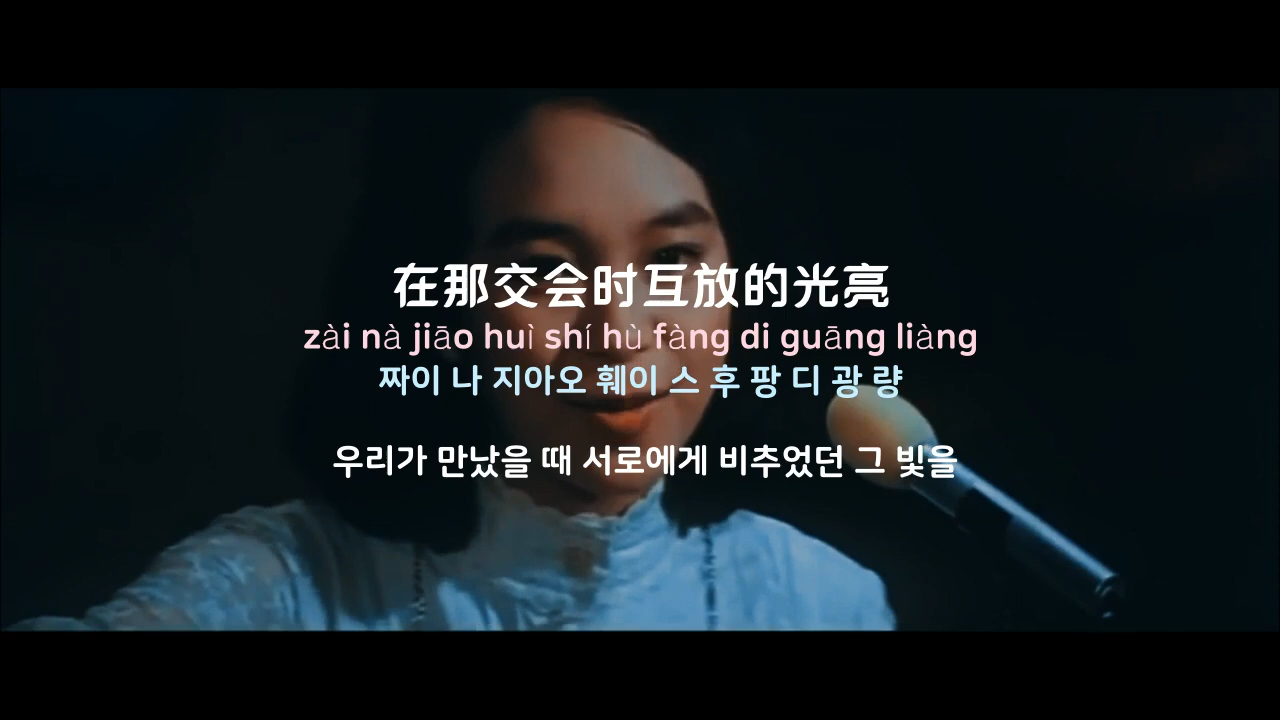 在那交会时互放的光亮
zài nà jiāo huì shí hù fàng di guāng liàng
짜이 나 지아오 훼이 스 후 팡 디 광 량
우리가 만났을 때 서로에게 비추었던 그 빛을